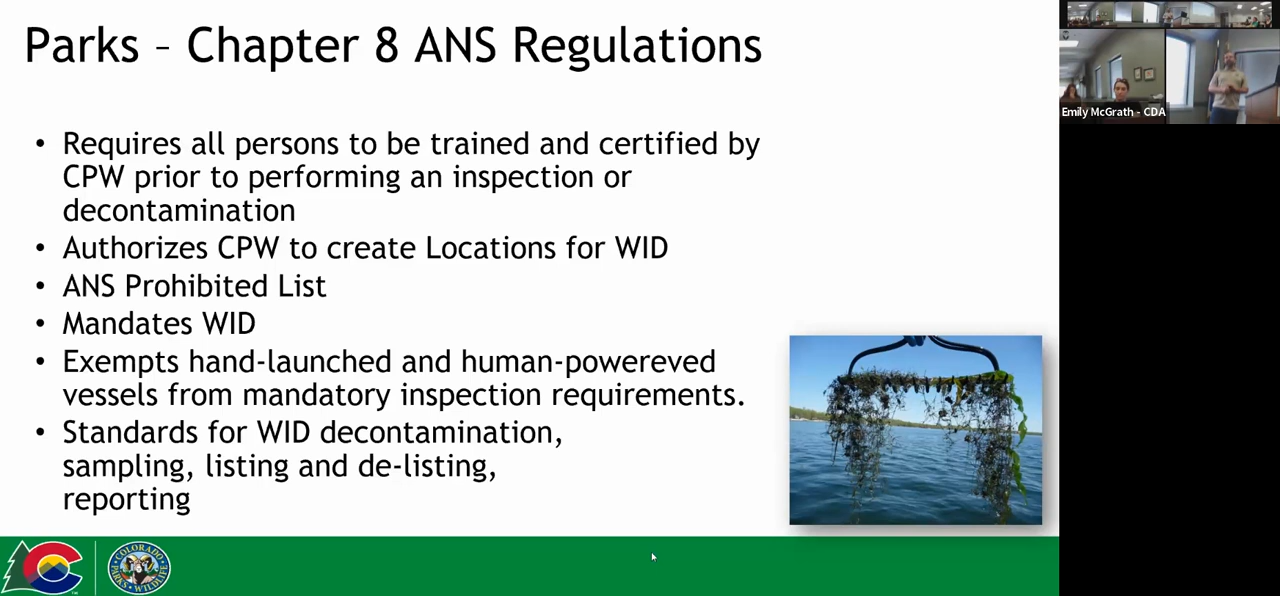 Parks – Chapter 8 ANS Regulations
• Requires all persons to be trained and certified by
CPW prior to performing an inspection or
decontamination
• Authorizes CPW to create Locations for WID
• ANS Prohibited List
• Mandates WID
• Exempts hand-launched and human-powereved
vessels from mandatory inspection requirements.
• Standards for WID decontamination,
sampling, listing and de-listing,
reporting
Emily McGrath - CDA
COLORADO
PARKS WILDLIFE